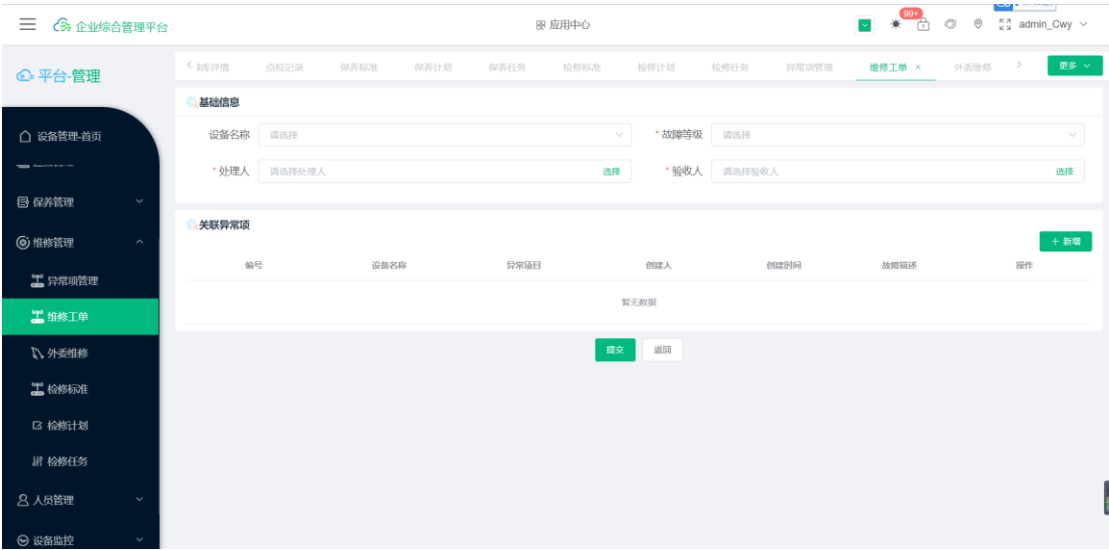 企业综合管理平台
应用中心
99+
admin_Cwy
平台-管理
点检记录 保养标准 保养计划 保养任务 检修标准 检修计划 检修任务 异常项管理 维修工单 × 外委维修
更多
设备管理-首页
保养管理
维修管理
异常项管理
维修工单
外委维修
检修标准
检修计划
检修任务
人员管理
设备监控
基础信息
设备名称 请选择
* 故障等级 请选择
* 处理人 请选择处理人 选择
* 验收人 请选择验收人 选择
关联异常项
+ 新增
编号 设备名称 异常项目 创建人 创建时间 故障描述 操作
暂无数据
提交 返回